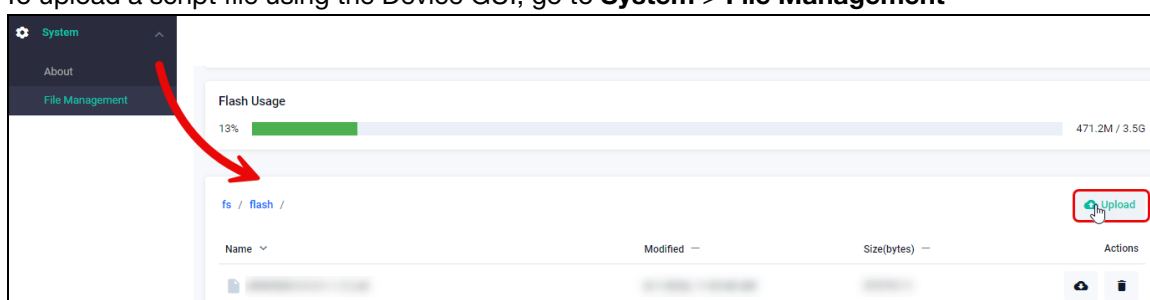 To upload a script file using the Device GUI, go to System > File Management
System
About
File Management
Flash Usage
13%
471.2M / 3.5G
fs / flash /
Upload
Name Modified Size(bytes) Actions